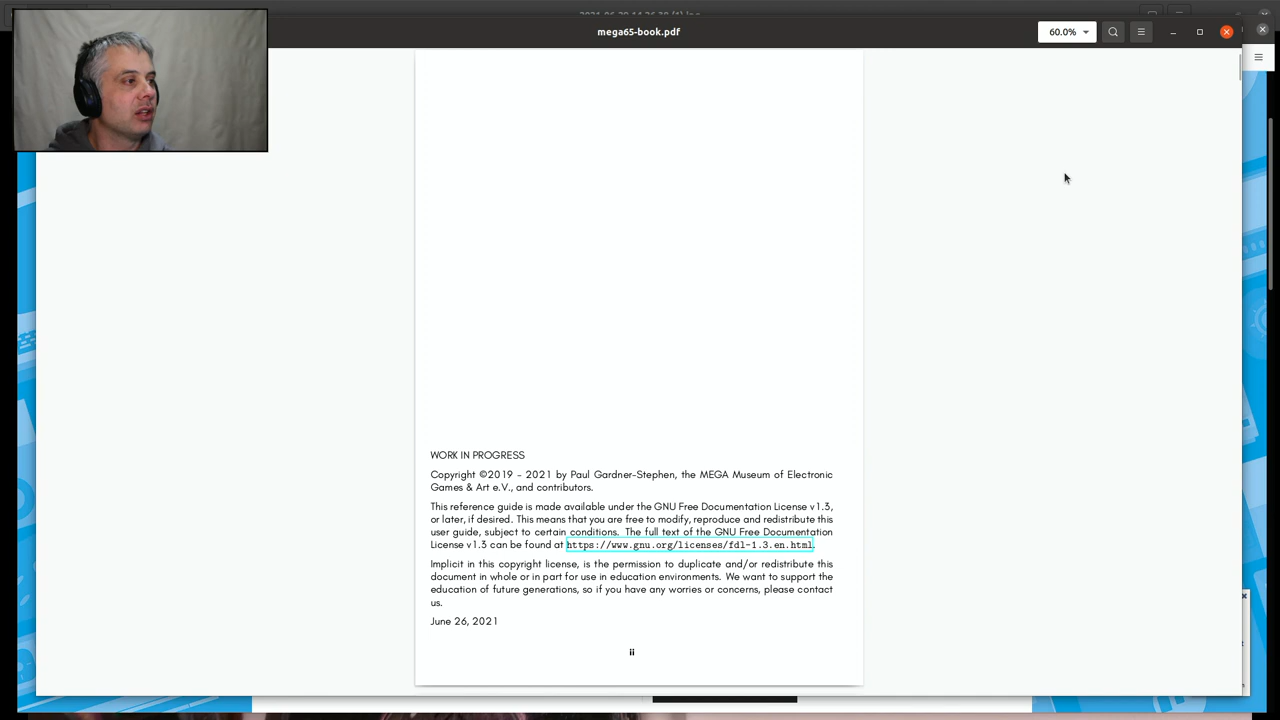 mega65-book.pdf
60.0%
WORK IN PROGRESS
Copyright ©2019 - 2021 by Paul Gardner-Stephen, the MEGA Museum of Electronic
Games & Art e.V., and contributors.
This reference guide is made available under the GNU Free Documentation License v1.3,
or later, if desired. This means that you are free to modify, reproduce and redistribute this
user guide, subject to certain conditions. The full text of the GNU Free Documentation
License v1.3 can be found at https://www.gnu.org/licenses/fdl-1.3.en.html.
Implicit in this copyright license, is the permission to duplicate and/or redistribute this
document in whole or in part for use in education environments. We want to support the
education of future generations, so if you have any worries or concerns, please contact
us.
June 26, 2021
ii